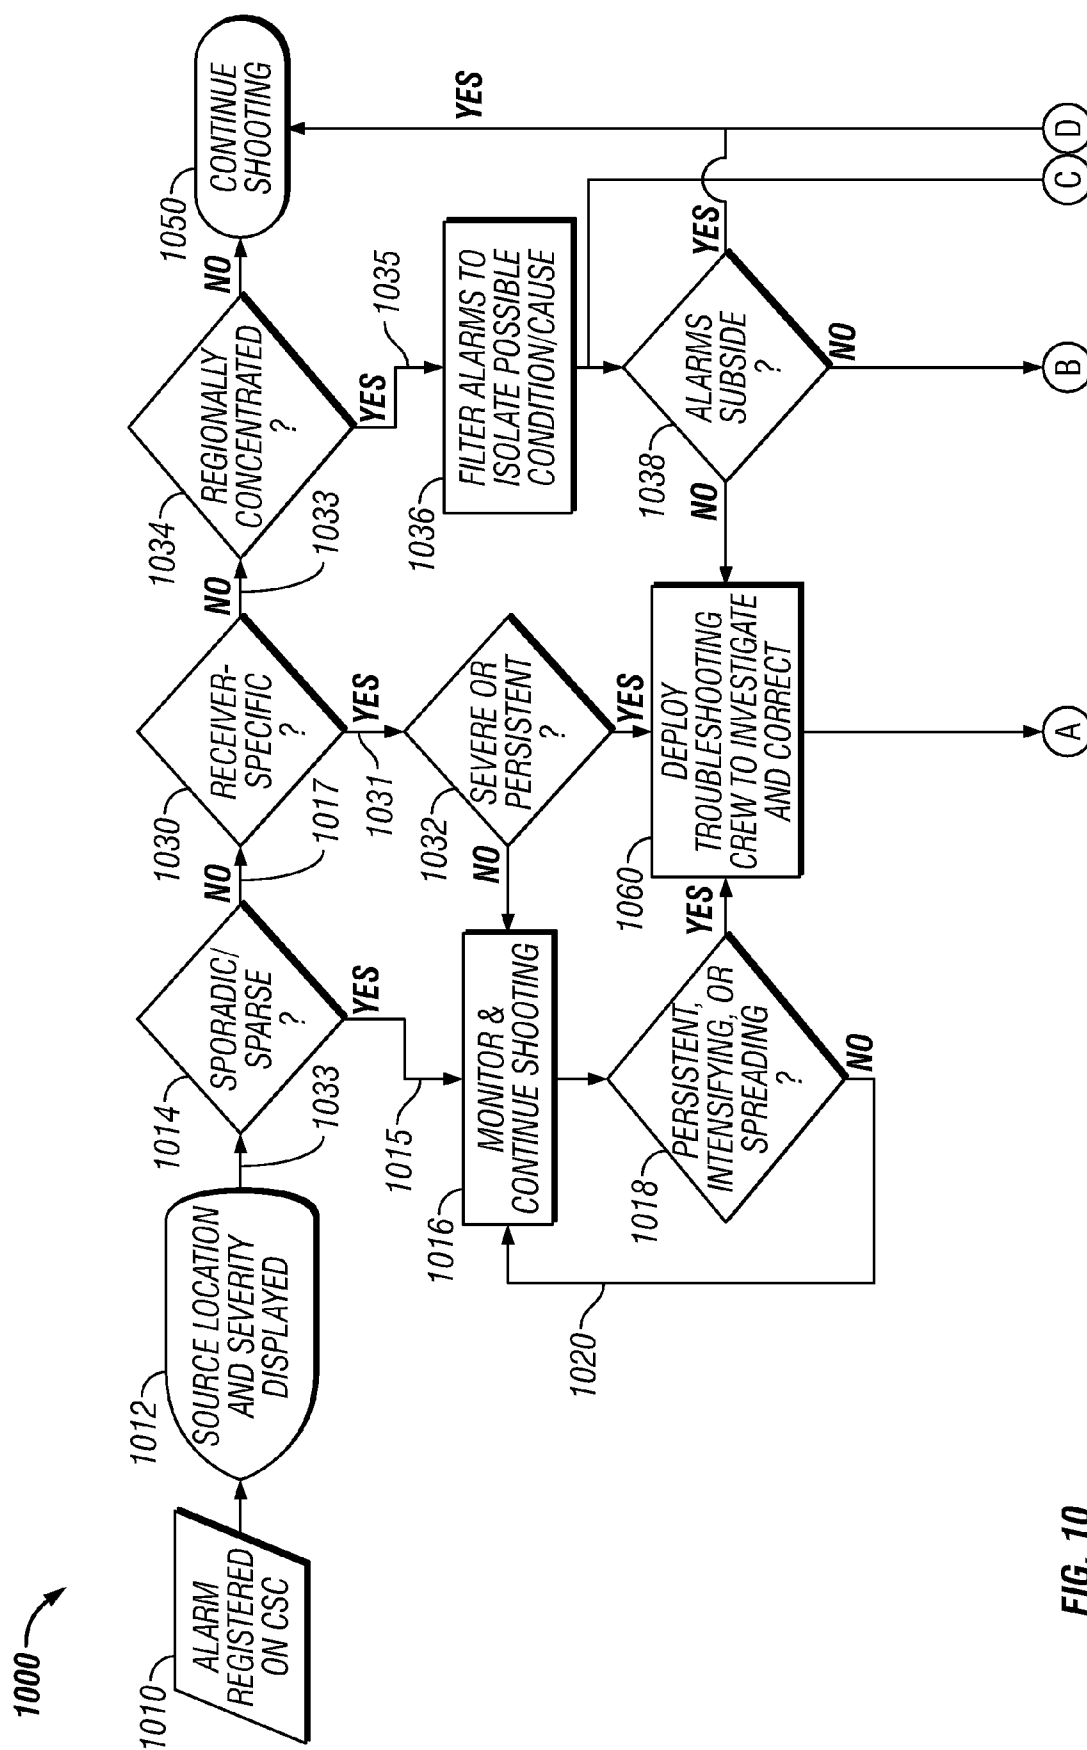 1000
1010
ALARM
REGISTERED
ON CSC
1012
SOURCE LOCATION
AND SEVERITY
DISPLAYED
1033
1014
SPORADIC/
SPARSE
?
NO
1017
YES
1015
1030
RECEIVER-
SPECIFIC
?
NO
1033
YES
1031
1034
REGIONALLY
CONCENTRATED
?
NO
YES
1035
1050
CONTINUE
SHOOTING
YES
1016
MONITOR &
CONTINUE SHOOTING
1020
NO
1032
SEVERE OR
PERSISTENT
?
YES
1036
FILTER ALARMS TO
ISOLATE POSSIBLE
CONDITION/CAUSE
1018
PERSISTENT,
INTENSIFYING, OR
SPREADING
?
YES
NO
1060
DEPLOY
TROUBLESHOOTING
CREW TO INVESTIGATE
AND CORRECT
NO
1038
ALARMS
SUBSIDE
?
YES
NO
A
B
C
D
FIG. 10